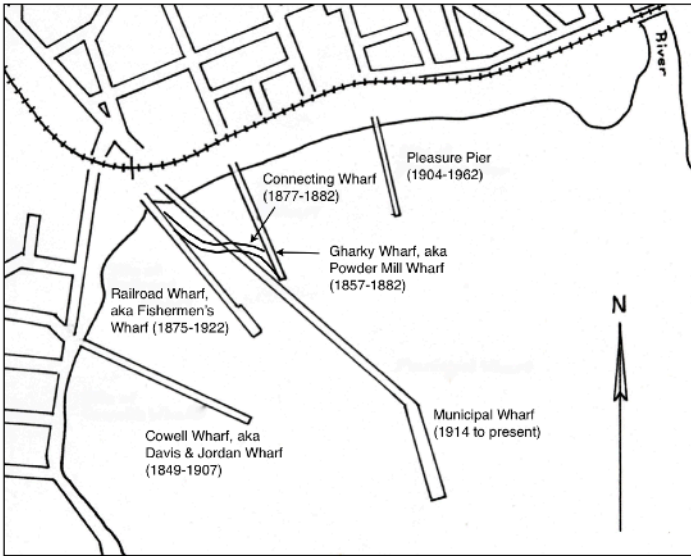 River
Pleasure Pier
(1904-1962)
Connecting Wharf
(1877-1882)
Gharky Wharf, aka
Powder Mill Wharf
(1857-1882)
Railroad Wharf,
aka Fishermen's
Wharf (1875-1922)
N
Municipal Wharf
(1914 to present)
Cowell Wharf, aka
Davis & Jordan Wharf
(1849-1907)